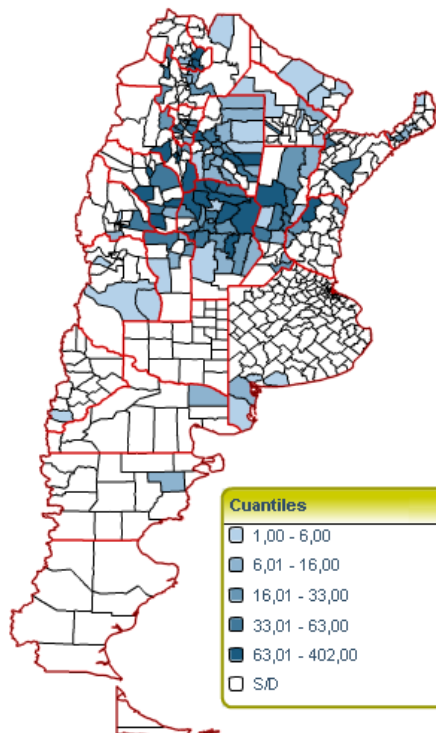 Cuantiles
1,00 - 6,00
6,01 - 16,00
16,01 - 33,00
33,01 - 63,00
63,01 - 402,00
S/D